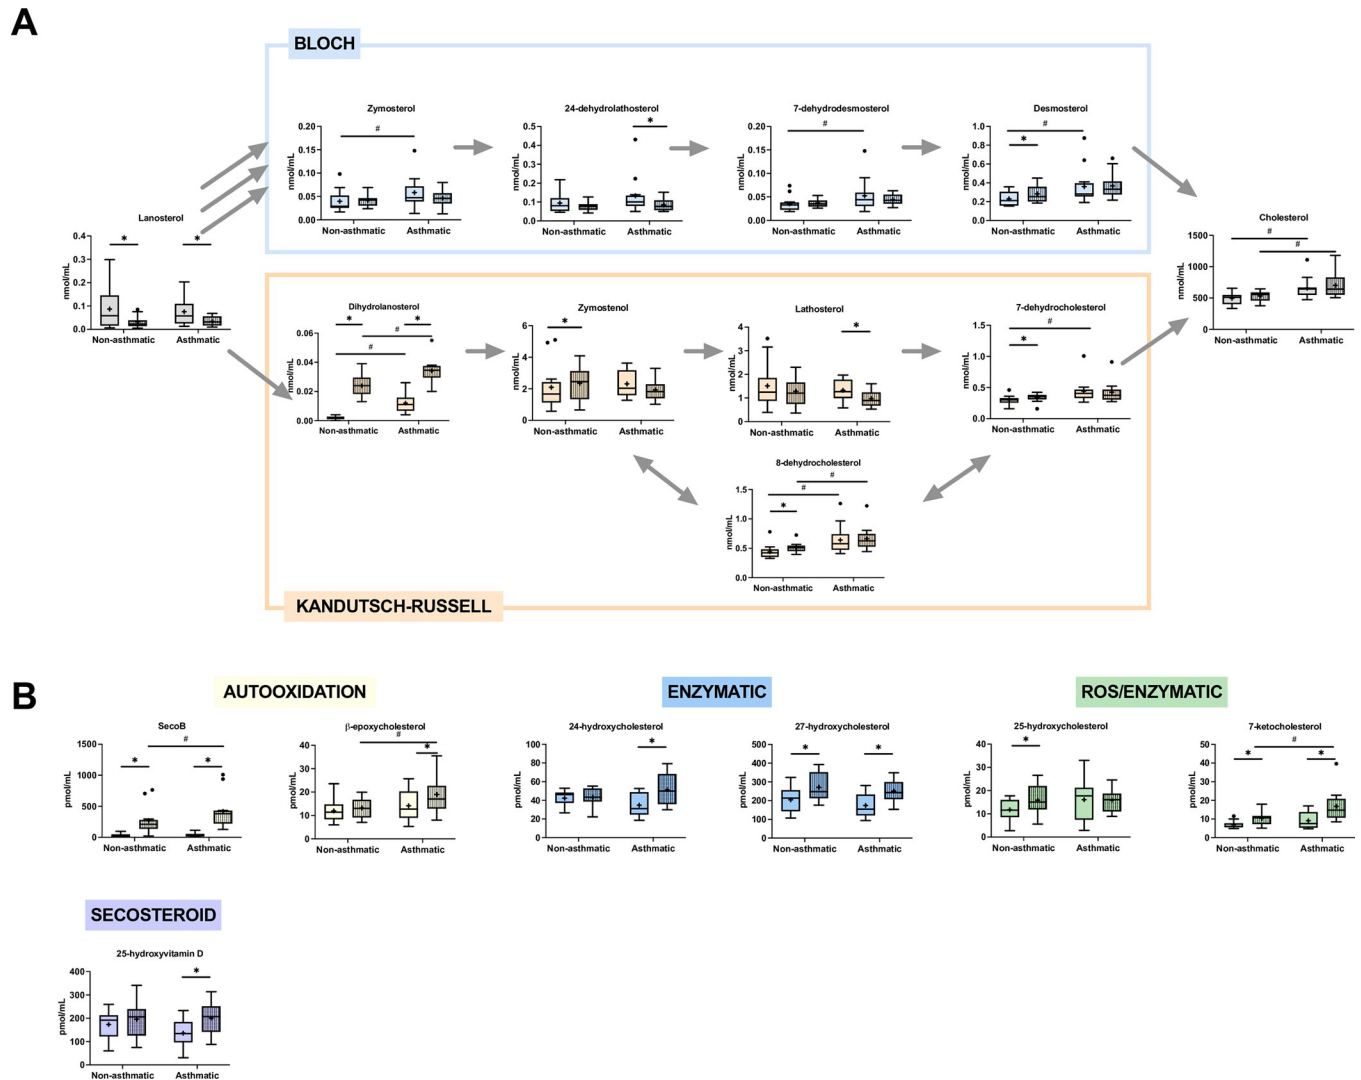 A
BLOCH
Zymosterol
24-dehydrolathosterol
7-dehydrodesmosterol
Desmosterol
0.20
0.15
0.10
0.05
0.00
nmol/mL
#
Non-asthmatic
Asthmatic
0.5
0.4
0.3
0.2
0.1
0.0
nmol/mL
*
Non-asthmatic
Asthmatic
0.20
0.15
0.10
0.05
0.00
nmol/mL
#
Non-asthmatic
Asthmatic
1.0
0.8
0.6
0.4
0.2
0.0
nmol/mL
#
*
Non-asthmatic
Asthmatic
Lanosterol
0.4
0.3
0.2
0.1
0.0
nmol/mL
*
*
Non-asthmatic
Asthmatic
Cholesterol
1500
1000
500
0
nmol/mL
#
#
Non-asthmatic
Asthmatic
Dihydrolanosterol
0.06
0.04
0.02
0.00
nmol/mL
*
*
#
#
Non-asthmatic
Asthmatic
Zymostenol
6
4
2
0
nmol/mL
*
Non-asthmatic
Asthmatic
Lathosterol
4
3
2
1
0
nmol/mL
*
Non-asthmatic
Asthmatic
7-dehydrocholesterol
1.5
1.0
0.5
0.0
nmol/mL
#
*
Non-asthmatic
Asthmatic
8-dehydrocholesterol
1.5
1.0
0.5
0.0
nmol/mL
#
#
*
Non-asthmatic
Asthmatic
KANDUTSCH-RUSSELL
B
AUTOOXIDATION
ENZYMATIC
ROS/ENZYMATIC
SecoB
1500
1000
500
0
pmol/mL
#
*
*
Non-asthmatic
Asthmatic
β-epoxycholesterol
40
30
20
10
0
pmol/mL
#
*
Non-asthmatic
Asthmatic
24-hydroxycholesterol
100
80
60
40
20
0
pmol/mL
*
Non-asthmatic
Asthmatic
27-hydroxycholesterol
500
400
300
200
100
0
pmol/mL
*
*
Non-asthmatic
Asthmatic
25-hydroxycholesterol
40
30
20
10
0
pmol/mL
*
Non-asthmatic
Asthmatic
7-ketocholesterol
50
40
30
20
10
0
pmol/mL
#
*
*
Non-asthmatic
Asthmatic
SECOSTEROID
25-hydroxyvitamin D
400
300
200
100
0
pmol/mL
*
Non-asthmatic
Asthmatic